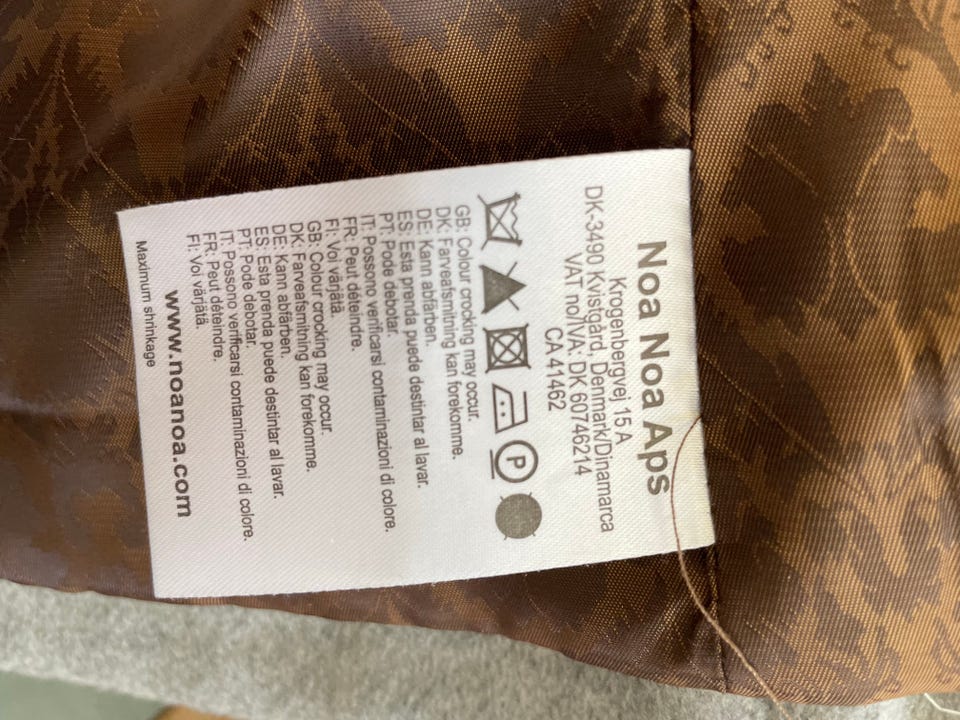 Noa Noa Aps
Krogenbergvej 15 A
DK-3490 Kvistgård, Denmark/Dinamarca
VAT no/IVA: DK 60746214
CA 41462
P
GB: Colour crocking may occur.
DK: Farveafsmitning kan forekomme.
DE: Kann abfärben.
ES: Esta prenda puede destintar al lavar.
PT: Pode debotar.
IT: Possono verificarsi contaminazioni di colore.
FR: Peut déteindre.
FI: Voi värjätä.
GB: Colour crocking may occur.
DK: Farveafsmitning kan forekomme.
DE: Kann abfärben.
ES: Esta prenda puede destintar al lavar.
PT: Pode debotar.
IT: Possono verificarsi contaminazioni di colore.
FR: Peut déteindre.
FI: Voi värjätä.
www.noanoa.com
Maximum shrinkage